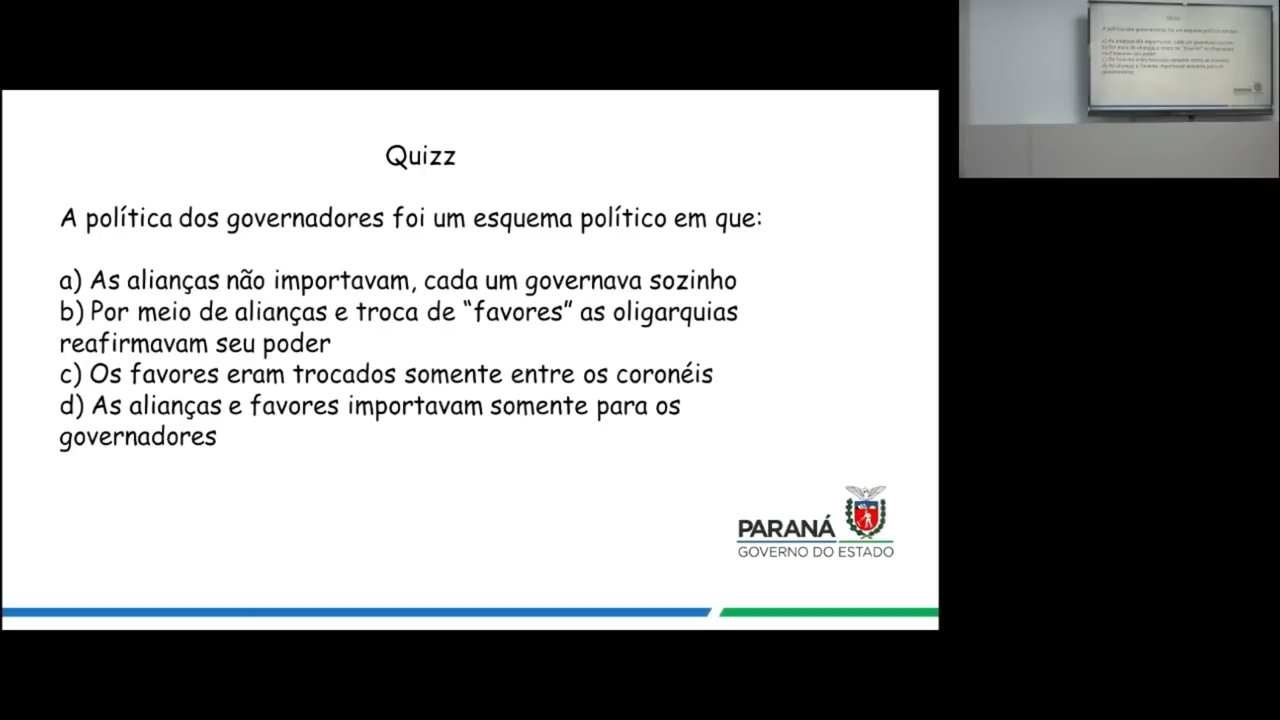 Quizz
A política dos governadores foi um esquema político em que:
a) As alianças não importavam, cada um governava sozinho
b) Por meio de alianças e troca de “favores” as oligarquias
reafirmavam seu poder
c) Os favores eram trocados somente entre os coronéis
d) As alianças e favores importavam somente para os
governadores
PARANÁ
GOVERNO DO ESTADO